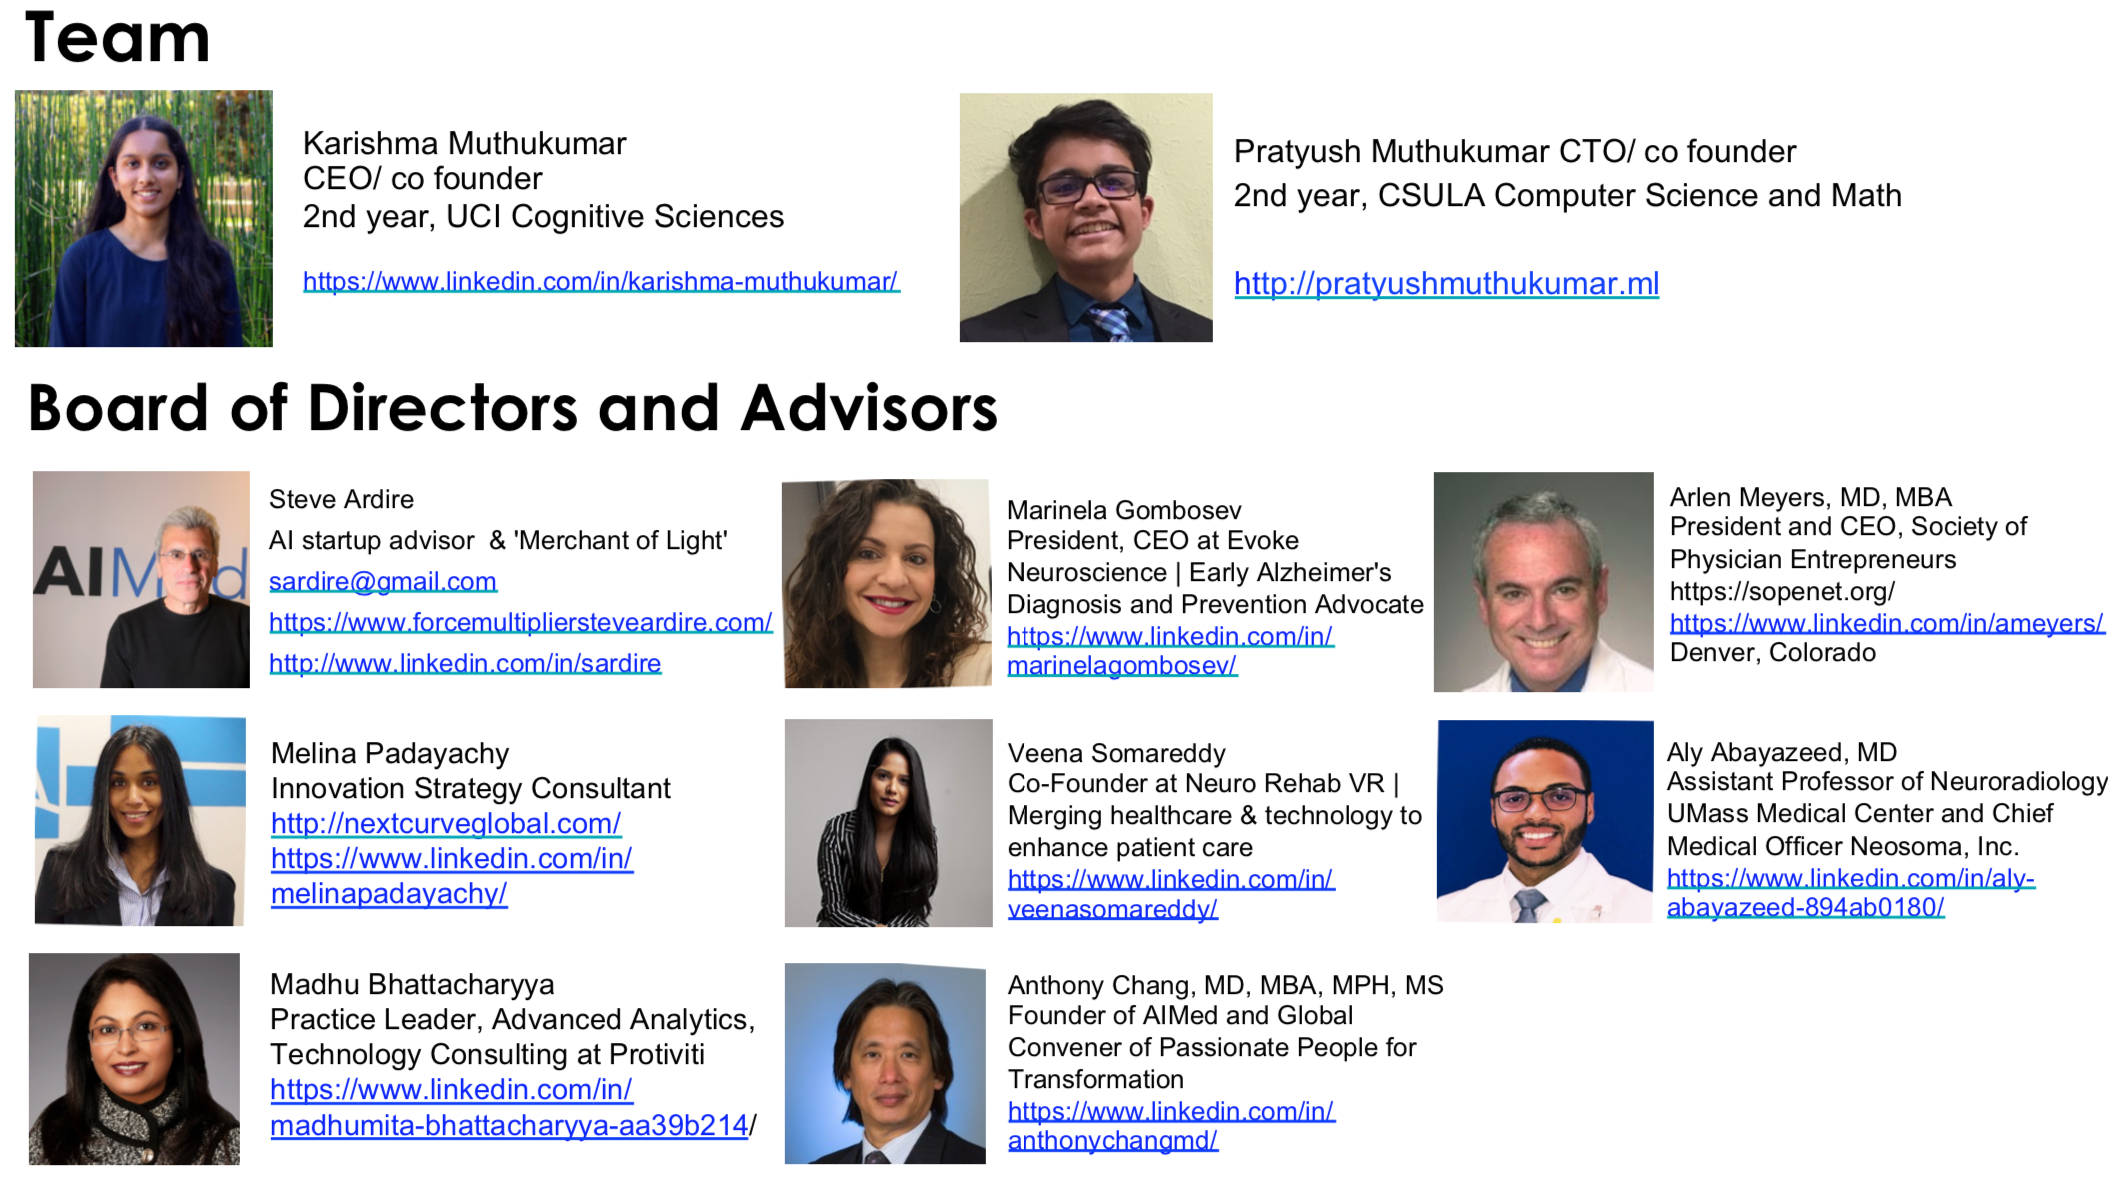 Team
Karishma Muthukumar
CEO/ co founder
2nd year, UCI Cognitive Sciences
https://www.linkedin.com/in/karishma-muthukumar/
Pratyush Muthukumar CTO/ co founder
2nd year, CSULA Computer Science and Math
http://pratyushmuthukumar.ml
Board of Directors and Advisors
AIMed
Steve Ardire
AI startup advisor & 'Merchant of Light'
sardire@gmail.com
https://www.forcemultipliersteveardire.com/
http://www.linkedin.com/in/sardire
Marinela Gombosev
President, CEO at Evoke
Neuroscience | Early Alzheimer's
Diagnosis and Prevention Advocate
https://www.linkedin.com/in/
marinelagombosev/
Arlen Meyers, MD, MBA
President and CEO, Society of
Physician Entrepreneurs
https://sopenet.org/
https://www.linkedin.com/in/ameyers/
Denver, Colorado
Melina Padayachy
Innovation Strategy Consultant
http://nextcurveglobal.com/
https://www.linkedin.com/in/
melinapadayachy/
Veena Somareddy
Co-Founder at Neuro Rehab VR |
Merging healthcare & technology to
enhance patient care
https://www.linkedin.com/in/
veenasomareddy/
Aly Abayazeed, MD
Assistant Professor of Neuroradiology
UMass Medical Center and Chief
Medical Officer Neosoma, Inc.
https://www.linkedin.com/in/aly-
abayazeed-894ab0180/
Madhu Bhattacharyya
Practice Leader, Advanced Analytics,
Technology Consulting at Protiviti
https://www.linkedin.com/in/
madhumita-bhattacharyya-aa39b214/
Anthony Chang, MD, MBA, MPH, MS
Founder of AIMed and Global
Convener of Passionate People for
Transformation
https://www.linkedin.com/in/
anthonychangmd/